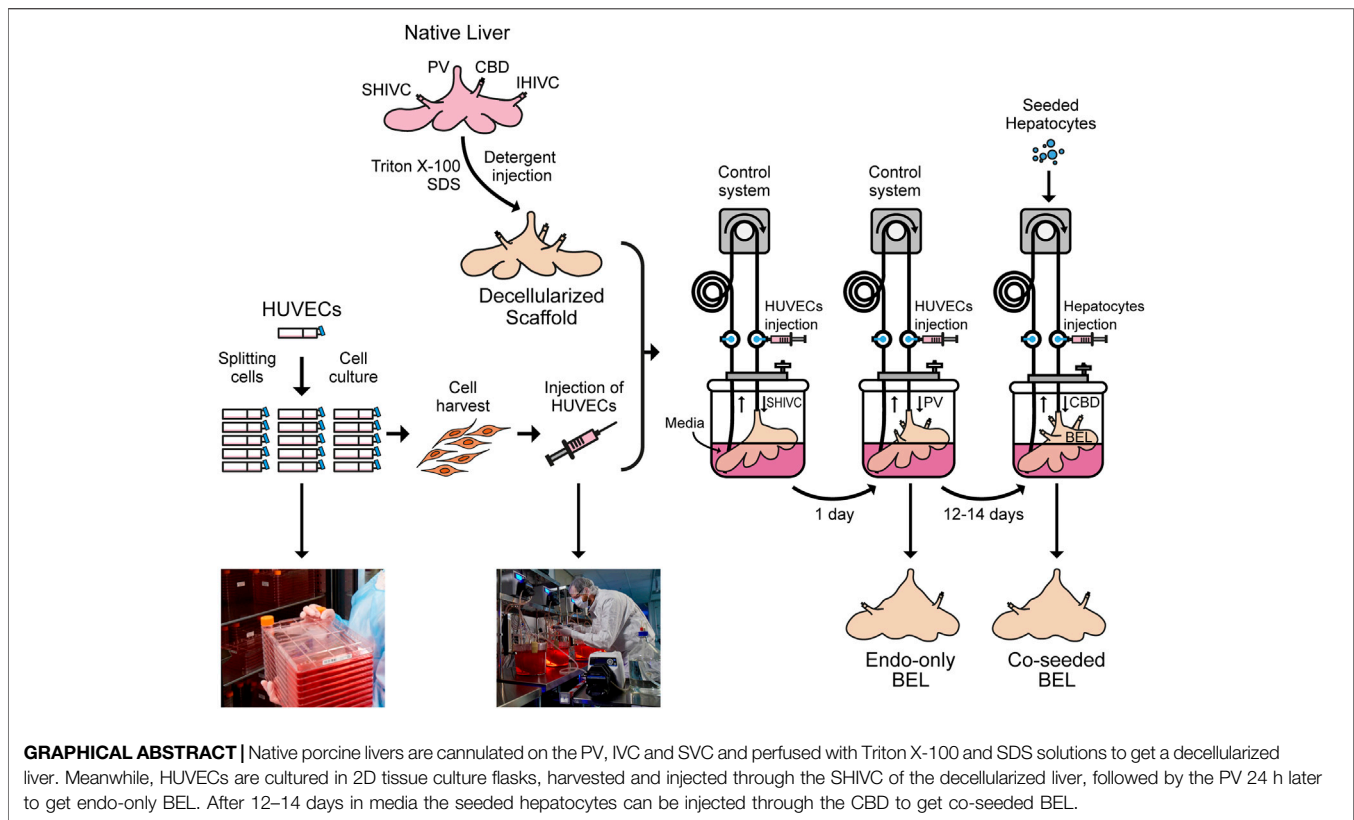 Native Liver
PV
CBD
SHIVC
IHIVC
Triton X-100
SDS
Detergent
injection
Decellularized
Scaffold
HUVECs
Splitting
cells
Cell
culture
Cell
harvest
Injection of
HUVECs
Control
system
HUVECs
injection
SHIVC
Media
1 day
Control
system
HUVECs
injection
PV
12-14 days
Seeded
Hepatocytes
Hepatocytes
injection
CBD
BEL
Endo-only
BEL
Co-seeded
BEL
GRAPHICAL ABSTRACT | Native porcine livers are cannulated on the PV, IVC and SVC and perfused with Triton X-100 and SDS solutions to get a decellularized
liver. Meanwhile, HUVECs are cultured in 2D tissue culture flasks, harvested and injected through the SHIVC of the decellularized liver, followed by the PV 24 h later
to get endo-only BEL. After 12–14 days in media the seeded hepatocytes can be injected through the CBD to get co-seeded BEL.